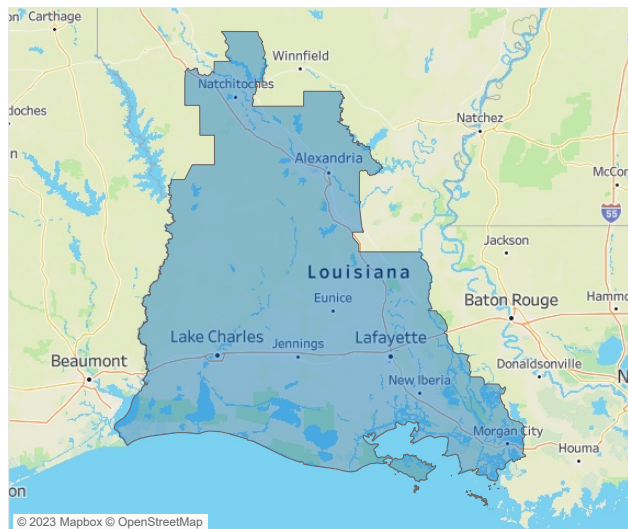 Carthage
Winnfield
Natchitoches
doches
Natchez
Alexandria
McCo
55
Jackson
Louisiana
Eunice
Baton Rouge
Hammo
Lake Charles
Lafayette
Jennings
Beaumont
Donaldsonville
N
New Iberia
Morgan City
Houma
on
© 2023 Mapbox © OpenStreetMap